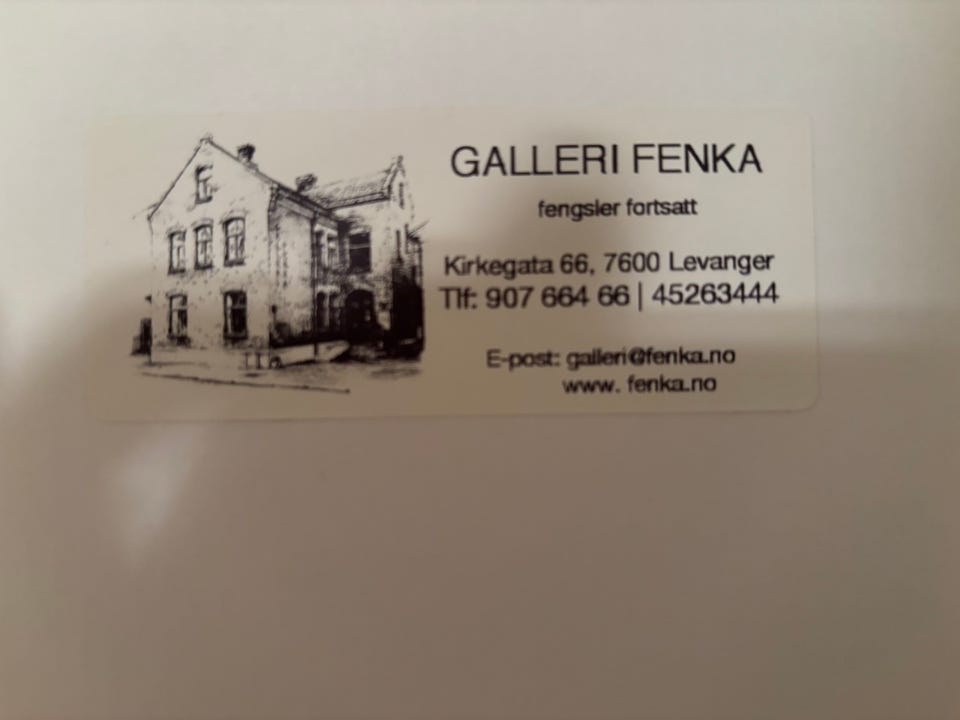 GALLERI FENKA
fengsler fortsatt
Kirkegata 66, 7600 Levanger
Tlf: 907 664 66 | 45263444
E-post: galleri@fenka.no
www. fenka.no